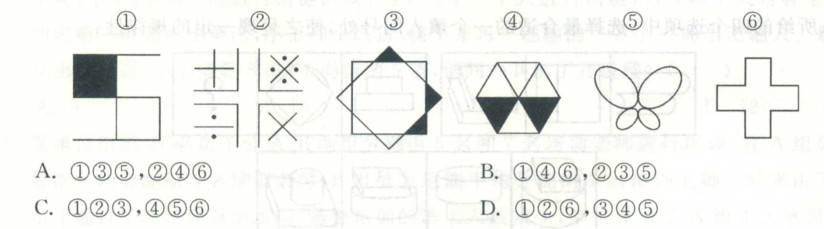 ① ② ③ ④ ⑤ ⑥
A. ①③⑤,②④⑥ B. ①④⑥,②③⑤
C. ①②③,④⑤⑥ D. ①②⑥,③④⑤